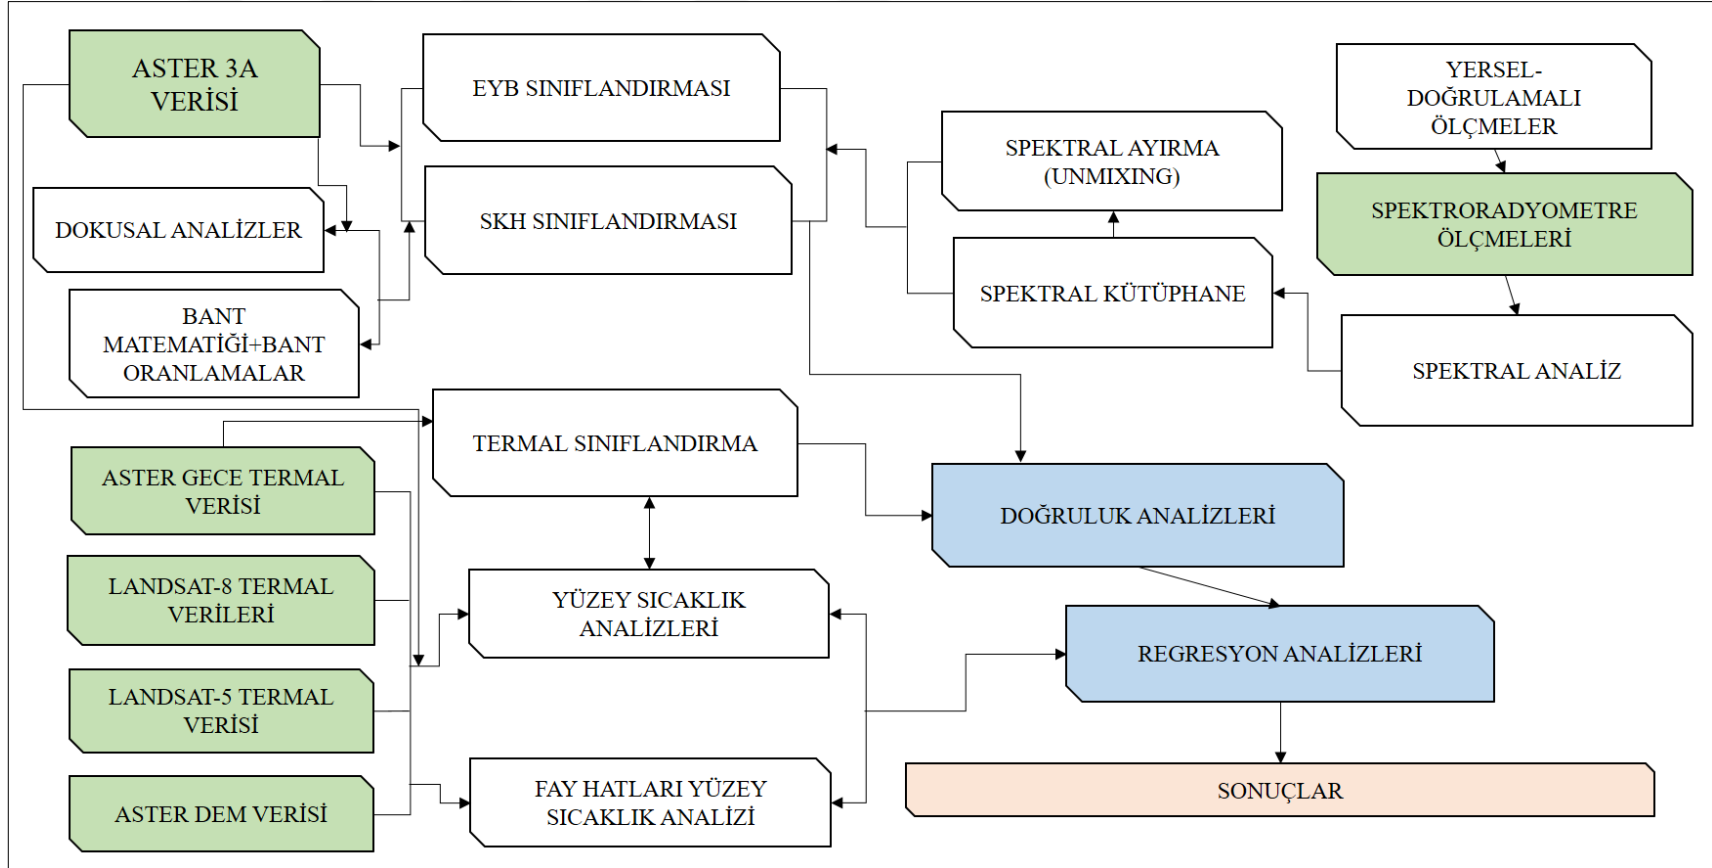 ASTER 3A
VERİSİ
EYB SINIFLANDIRMASI
YERSEL-
DOĞRULAMALI
ÖLÇMELER
SPEKTRAL AYIRMA
(UNMIXING)
DOKUSAL ANALİZLER
SKH SINIFLANDIRMASI
SPEKTRORADYOMETRE
ÖLÇMELERİ
BANT
MATEMATİĞİ+BANT
ORANLAMALAR
SPEKTRAL KÜTÜPHANE
SPEKTRAL ANALİZ
TERMAL SINIFLANDIRMA
ASTER GECE TERMAL
VERİSİ
DOĞRULUK ANALİZLERİ
LANDSAT-8 TERMAL
VERİLERİ
YÜZEY SICAKLIK
ANALİZLERİ
REGRESYON ANALİZLERİ
LANDSAT-5 TERMAL
VERİSİ
FAY HATLARI YÜZEY
SICAKLIK ANALİZİ
SONUÇLAR
ASTER DEM VERİSİ